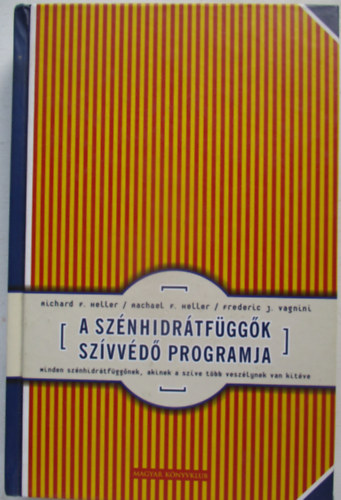 Richard F. Heller / Rachael F. Heller / Frederic J. Vagnini
[ A SZÉNHIDRÁTFÜGGŐK
SZÍVVÉDŐ PROGRAMJA ]
minden szénhidrátfüggőnek, akinek a szíve több veszélynek van kitéve
MAGYAR KÖNYVKLUB